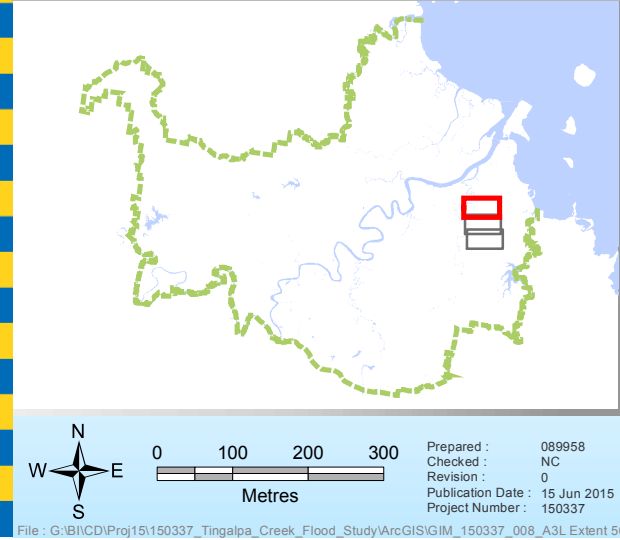 N
W E
S
0 100 200 300
Metres
Prepared : 089958
Checked : NC
Revision : 0
Publication Date : 15 Jun 2015
Project Number : 150337
File : G:\BI\CD\Proj15\150337_Tingalpa_Creek_Flood_Study\ArcGIS\GIM_150337_008_A3L Extent